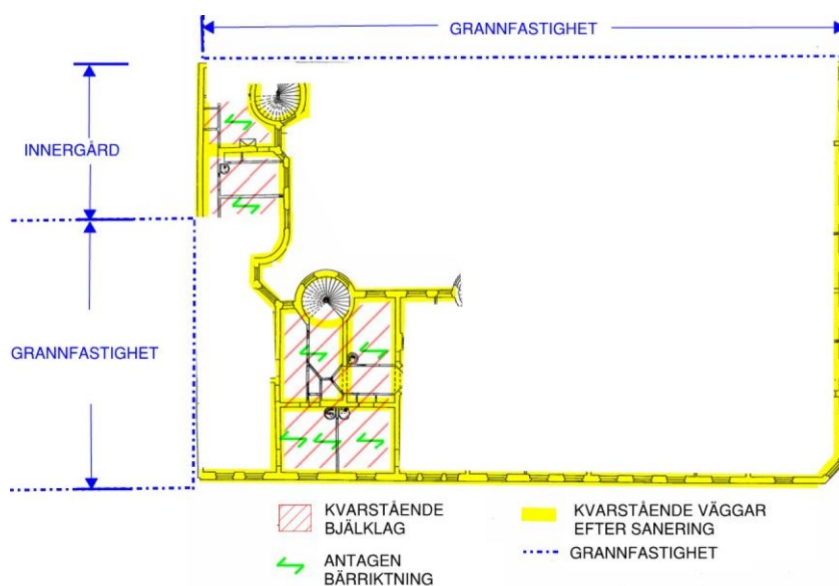 GRANNFASTIGHET
INNERGÅRD
GRANNFASTIGHET
KVARSTÅENDE
BJÄLKLAG
ANTAGEN
BÄRRIKTNING
KVARSTÅENDE VÄGGAR
EFTER SANERING
GRANNFASTIGHET